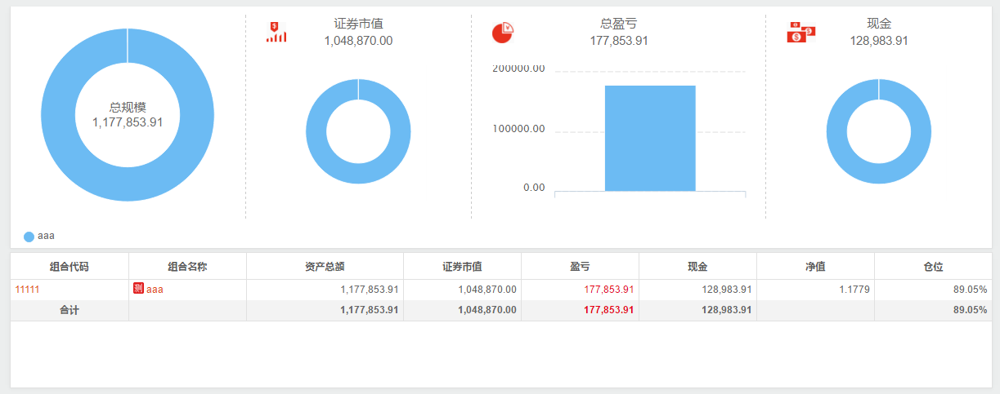 总规模
1,177,853.91
证券市值
1,048,870.00
总盈亏
177,853.91
200000.00
100000.00
0.00
现金
128,983.91
aaa
组合代码 组合名称 资产总额 证券市值 盈亏 现金 净值 仓位
11111 测 aaa 1,177,853.91 1,048,870.00 177,853.91 128,983.91 1.1779 89.05%
合计 1,177,853.91 1,048,870.00 177,853.91 128,983.91 89.05%